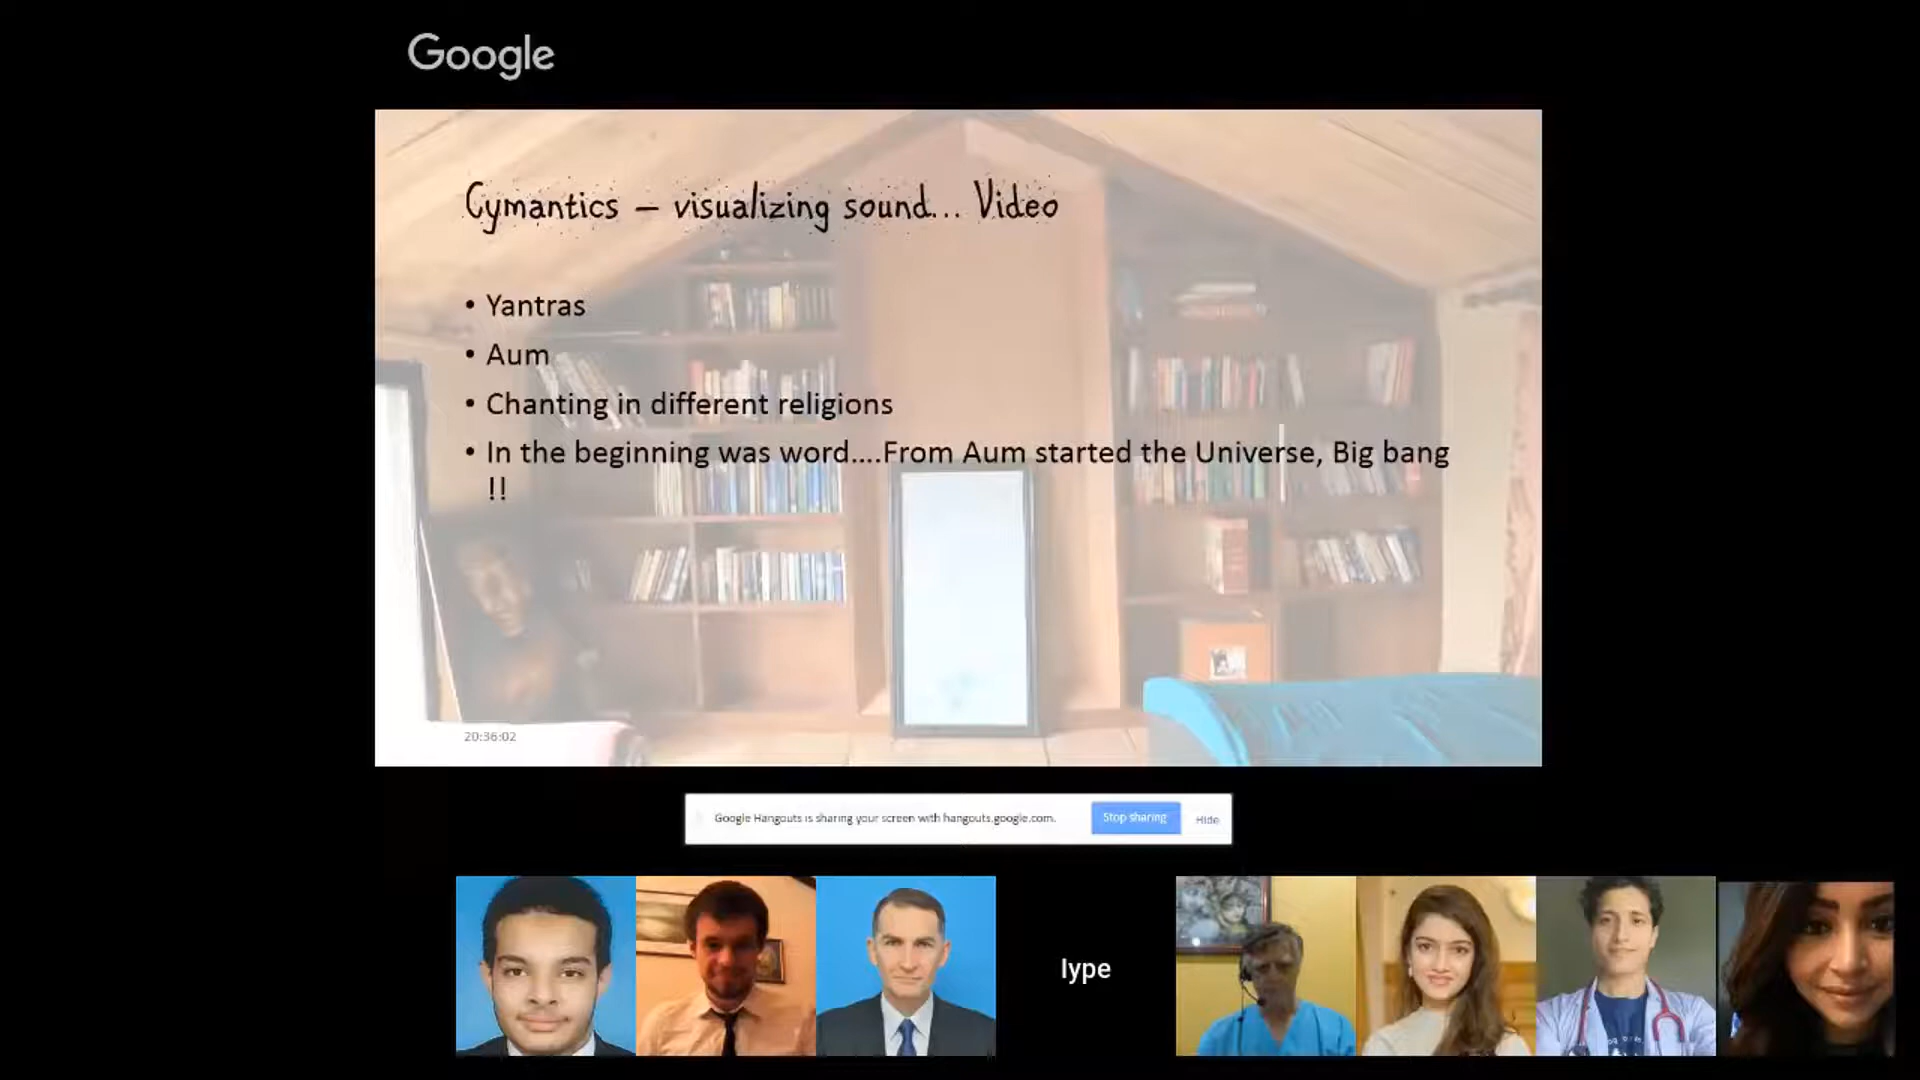 Google
Cymantics – visualizing sound... Video
• Yantras
• Aum
• Chanting in different religions
• In the beginning was word....From Aum started the Universe, Big bang
!!
20:36:02
Google Hangouts is sharing your screen with hangouts.google.com.
Stop sharing
Hide
Iype